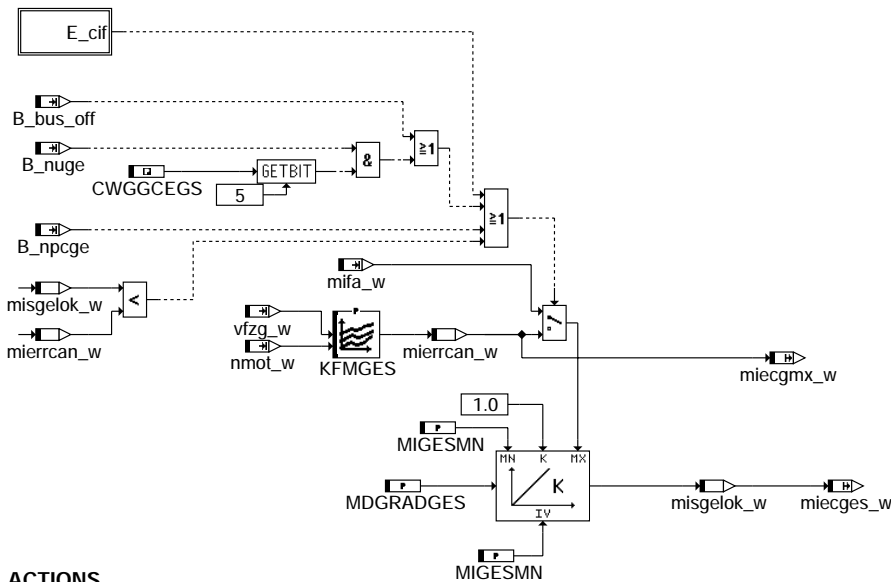 E_cif
B_bus_off
≥1
B_nuge
&
GETBIT
CWGGCEGS
5
≥1
B_npcge
mifa_w
misgelok_w
<
vfzg_w
P
mierrcan_w
nmot_w
KFMGES
mierrcan_w
miecgmx_w
1.0
P
MIGESMN
MN K MX
P
K
MDGRADGES
misgelok_w
miecges_w
IV
P
MIGESMN
ACTIONS